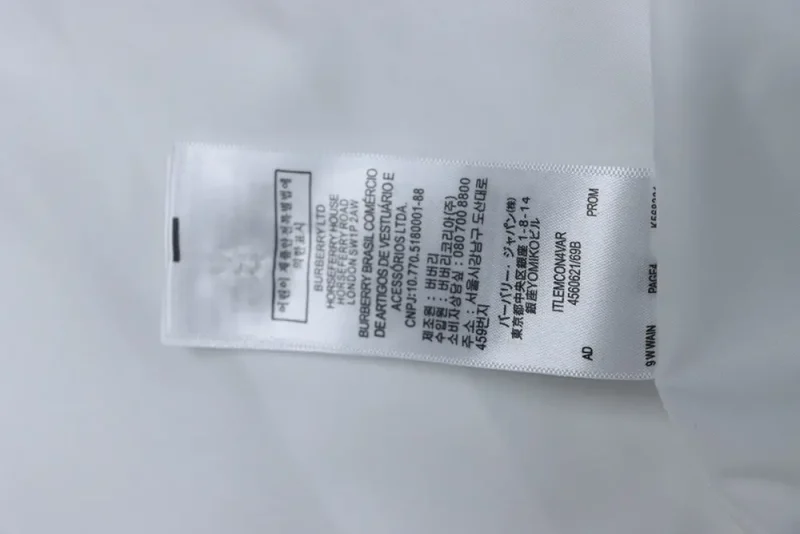 어린이 제품안전특별법에
의한표시
BURBERRY LTD
HORSEFERRY HOUSE
HORSEFERRY ROAD
LONDON SW1P 2AW
BURBERRY BRASIL COMÉRCIO
DE ARTIGOS DE VESTUÁRIO E
ACESSÓRIOS LTDA.
CNPJ:10.770.5180001-88
제조원 : 버버리
수입원 : 버버리코리아(주)
소비자상담실 : 080 700 8800
주소 : 서울시강남구 도산대로
459번지
バーバリー・ジャパン(株)
東京都中央区銀座 1-8-14
銀座YOMIKOビル
ITLEMCON4VAR
4560621/69B
AD PROM
9 W WAIN PAGE4